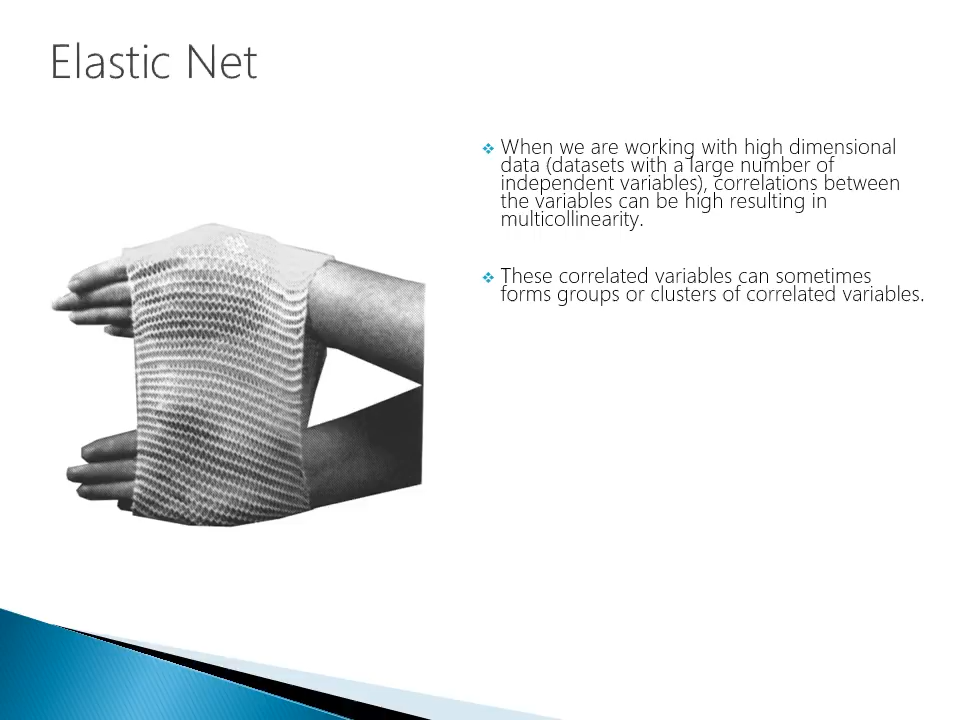 Elastic Net
When we are working with high dimensional
data (datasets with a large number of
independent variables), correlations between
the variables can be high resulting in
multicollinearity.
These correlated variables can sometimes
forms groups or clusters of correlated variables.